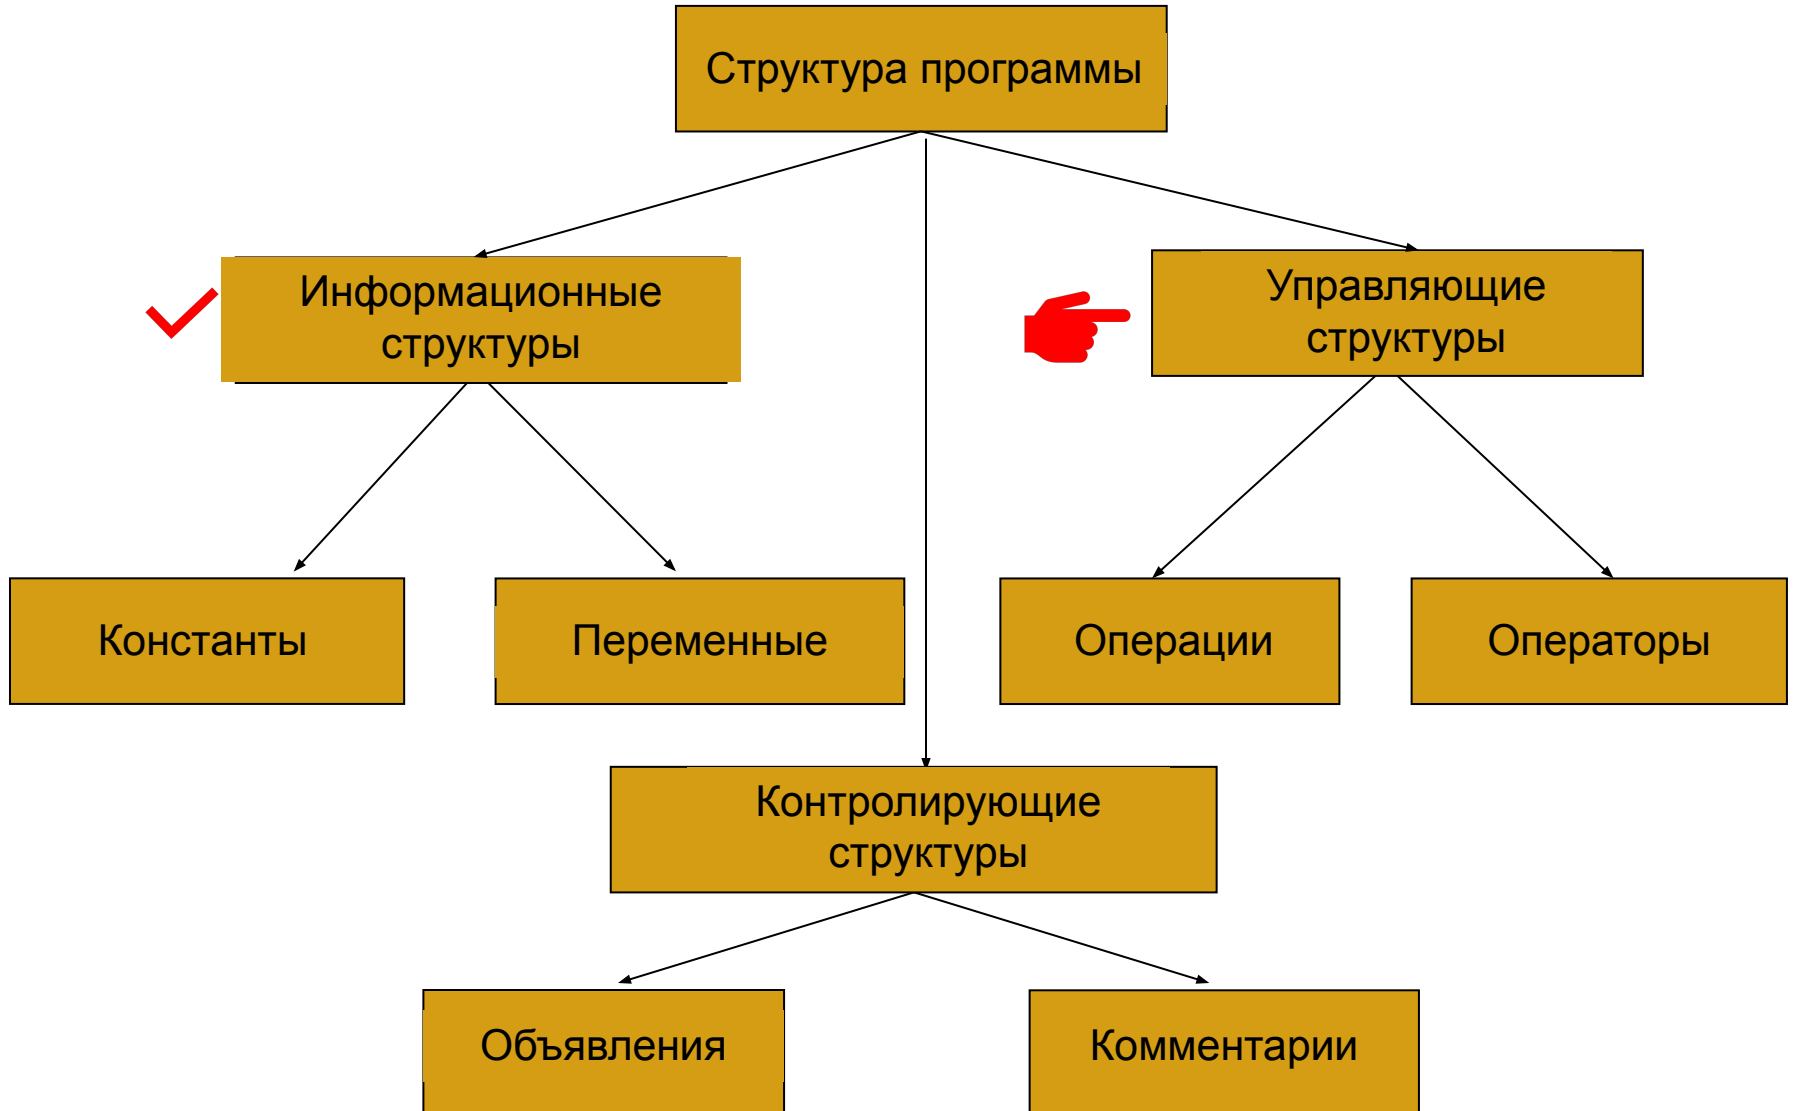 Структура программы
Информационные
структуры
Управляющие
структуры
Константы
Переменные
Операции
Операторы
Контролирующие
структуры
Объявления
Комментарии